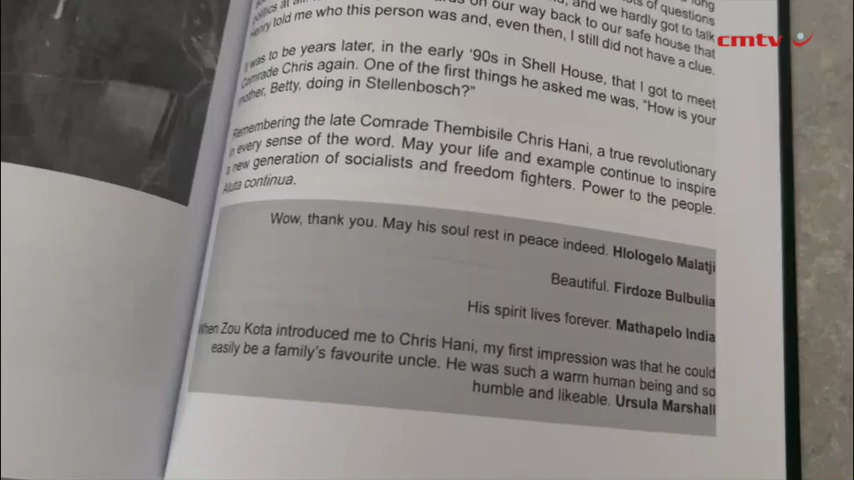 long
lots of questions
and we hardly got to talk
on our way back to our safe house that
Henry told me who this person was and, even then, I still did not have a clue.
It was to be years later, in the early '90s in Shell House, that I got to meet
Comrade Chris again. One of the first things he asked me was, "How is your
mother, Betty, doing in Stellenbosch?"
Remembering the late Comrade Thembisile Chris Hani, a true revolutionary
in every sense of the word. May your life and example continue to inspire
a new generation of socialists and freedom fighters. Power to the people.
Aluta continua.
Wow, thank you. May his soul rest in peace indeed. Hlologelo Malatji
Beautiful. Firdoze Bulbulia
His spirit lives forever. Mathapelo India
When Zou Kota introduced me to Chris Hani, my first impression was that he could
easily be a family's favourite uncle. He was such a warm human being and so
humble and likeable. Ursula Marshall
cmtv